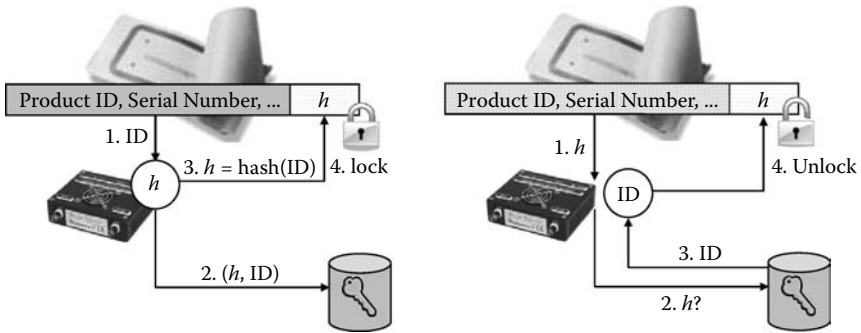 Product ID, Serial Number, ... h
1. ID
h
3. h = hash(ID)
4. lock
2. (h, ID)
Product ID, Serial Number, ... h
1. h
ID
4. Unlock
3. ID
2. h?